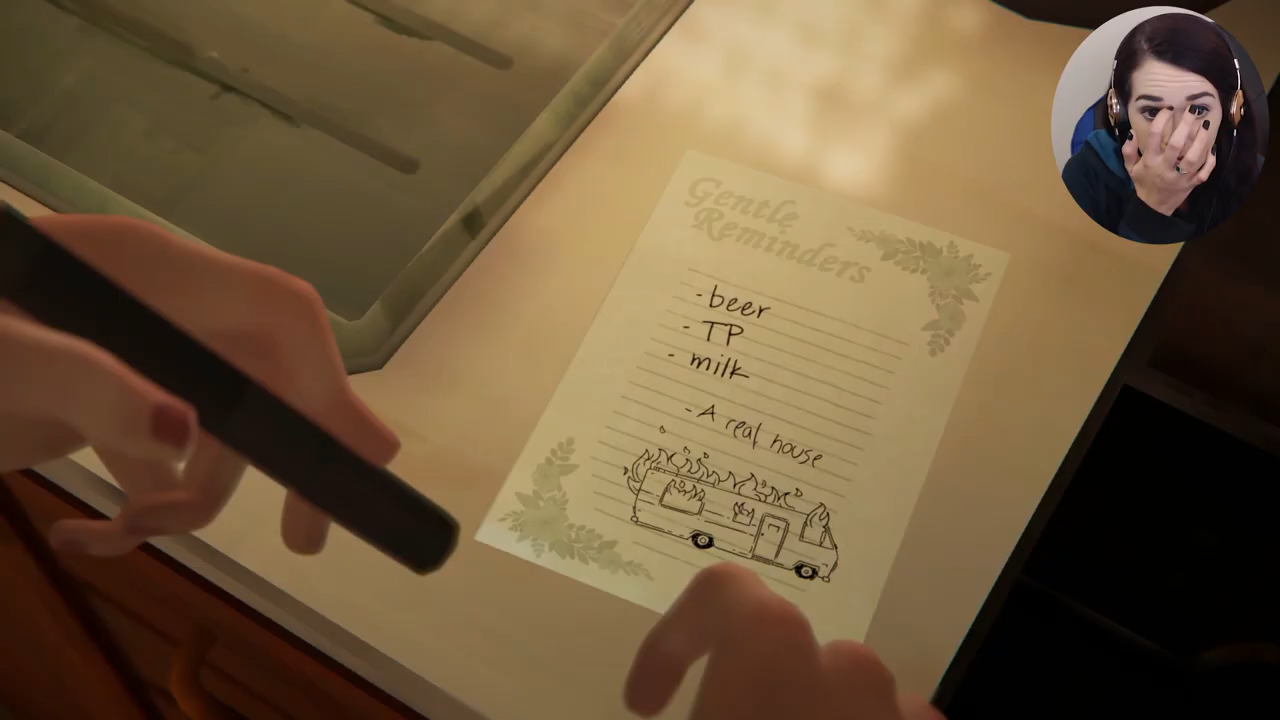 Gentle
Reminders
- beer
- TP
- milk
- A real house